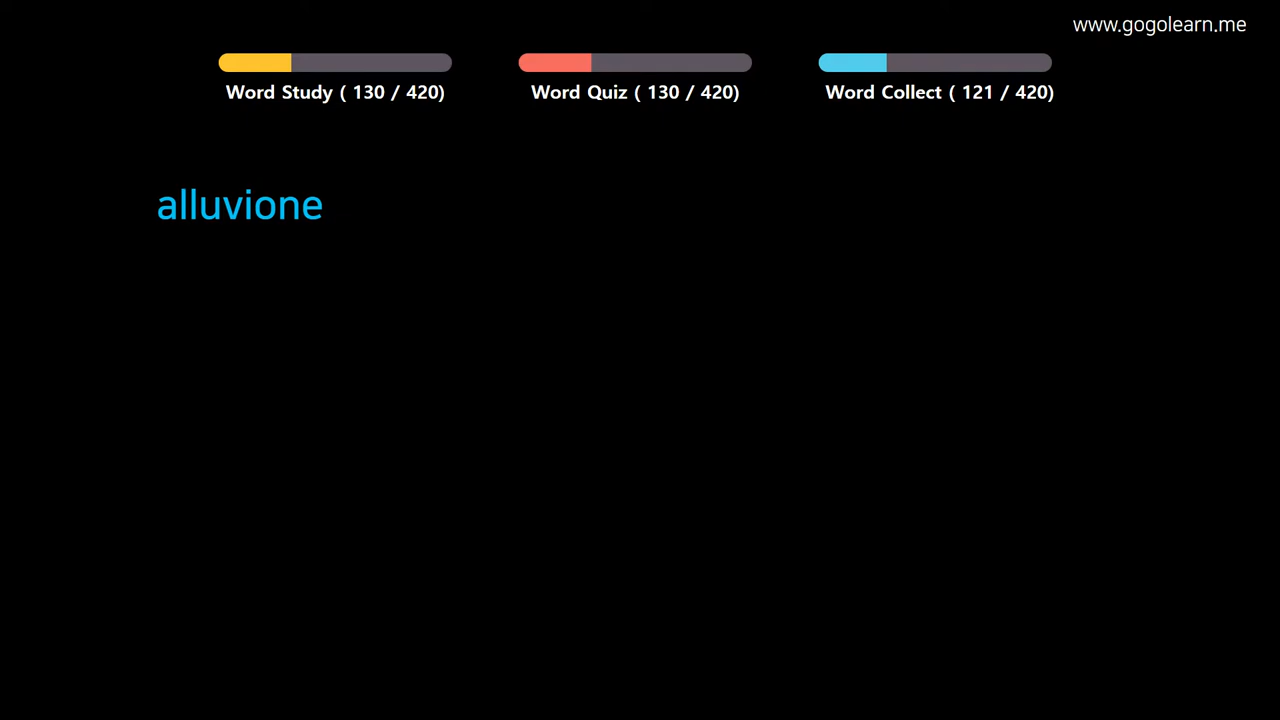 www.gogolearn.me
Word Study ( 130 / 420)
Word Quiz ( 130 / 420)
Word Collect ( 121 / 420)
alluvione